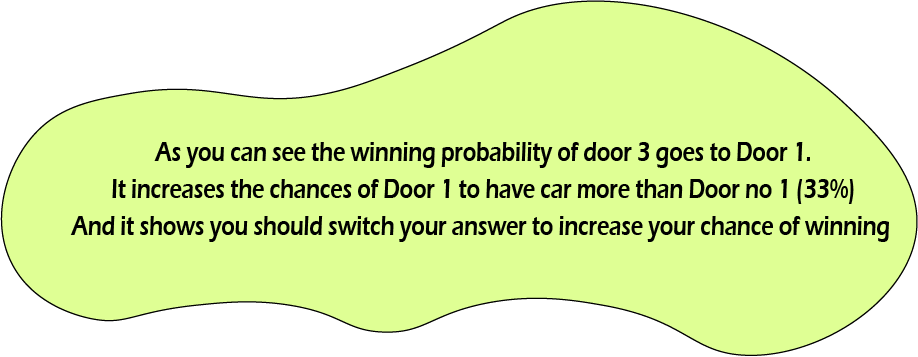 As you can see the winning probability of door 3 goes to Door 1.
It increases the chances of Door 1 to have car more than Door no 1 (33%)
And it shows you should switch your answer to increase your chance of winning